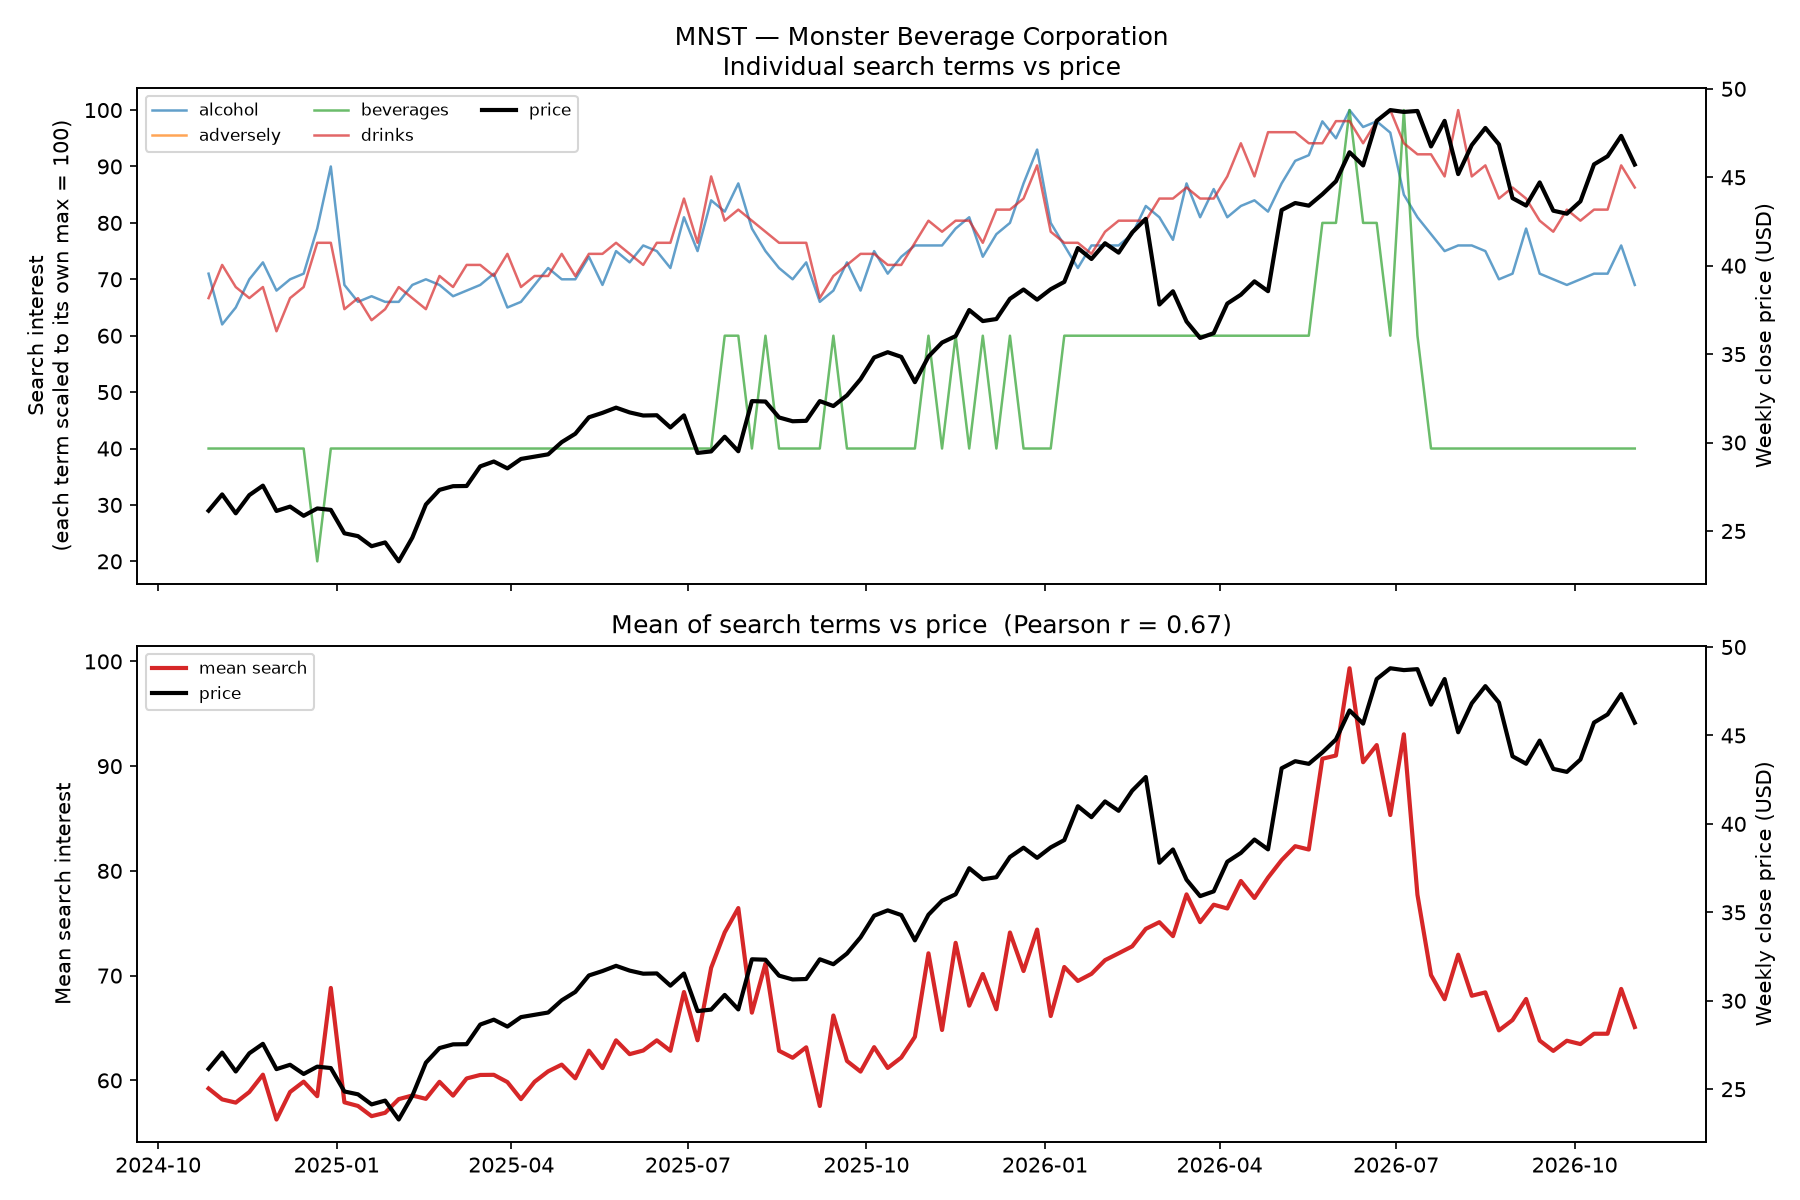 MNST — Monster Beverage Corporation
Individual search terms vs price
alcohol
adversely
beverages
drinks
price
Search interest
(each term scaled to its own max = 100)
100
90
80
70
60
50
40
30
20
50
45
40
35
30
25
Weekly close price (USD)
Mean of search terms vs price (Pearson r = 0.67)
mean search
price
Mean search interest
100
90
80
70
60
50
45
40
35
30
25
Weekly close price (USD)
2024-10
2025-01
2025-04
2025-07
2025-10
2026-01
2026-04
2026-07
2026-10